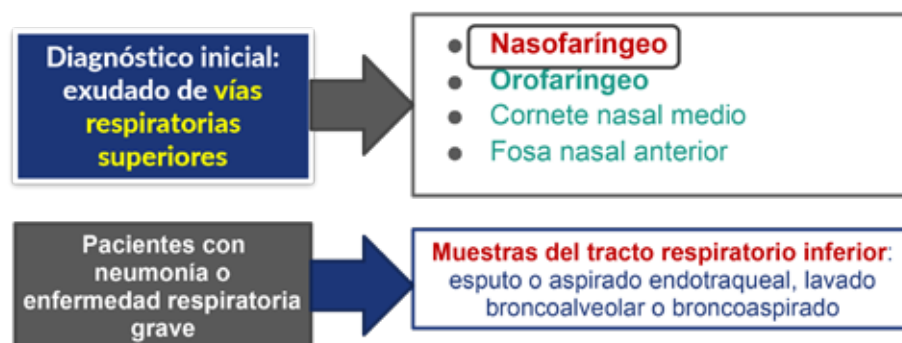 Diagnóstico inicial:
exudado de vías
respiratorias
superiores
● Nasofaríngeo
● Orofaríngeo
● Cornete nasal medio
● Fosa nasal anterior
Pacientes con
neumonía o
enfermedad respiratoria
grave
Muestras del tracto respiratorio inferior:
esputo o aspirado endotraqueal, lavado
broncoalveolar o broncoaspirado